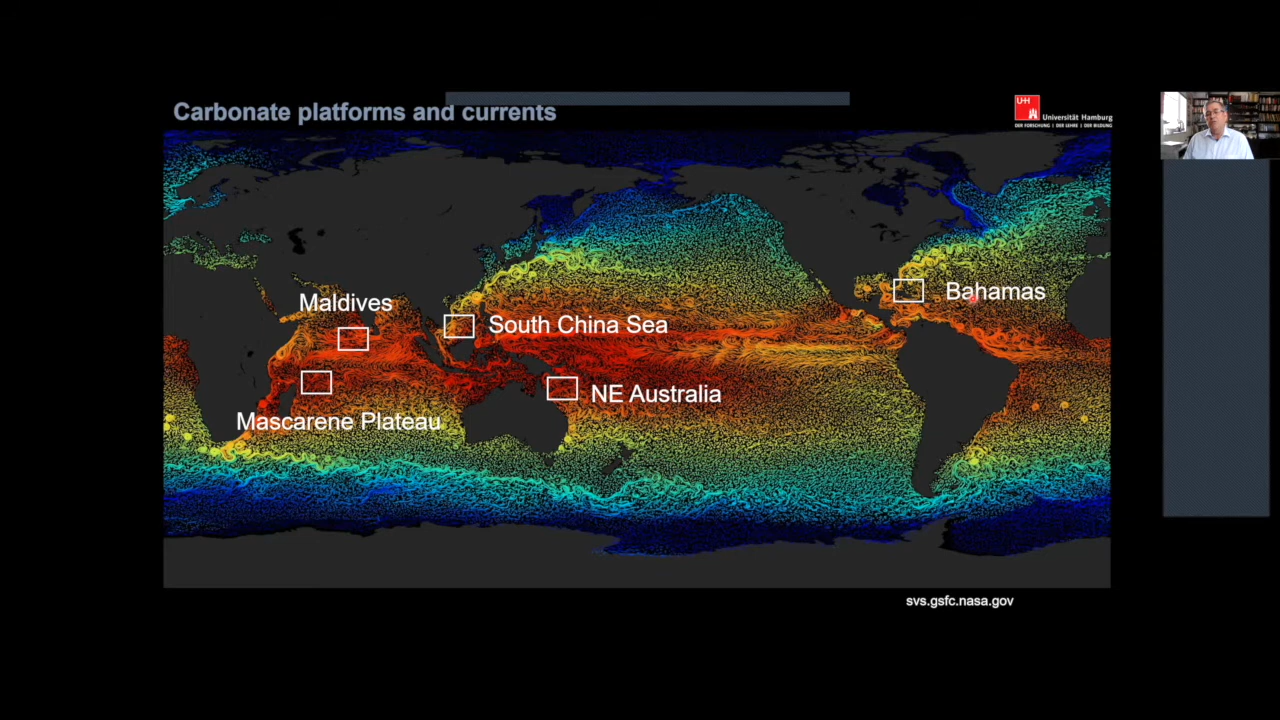 Carbonate platforms and currents
UH
Universität Hamburg
DER FORSCHUNG | DER LEHRE | DER BILDUNG
Maldives
Bahamas
South China Sea
NE Australia
Mascarene Plateau
svs.gsfc.nasa.gov